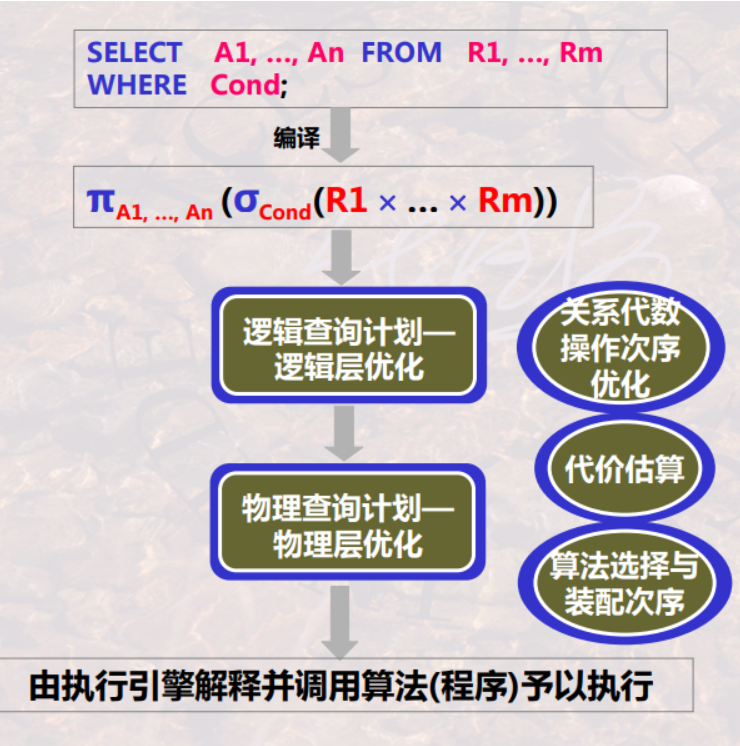 SELECT A1, ..., An FROM R1, ..., Rm
WHERE Cond;
编译
π A1, ..., An (σ Cond (R1 × ... × Rm))
逻辑查询计划—
逻辑层优化
关系代数
操作次序
优化
代价估算
物理查询计划—
物理层优化
算法选择与
装配次序
由执行引擎解释并调用算法(程序)予以执行